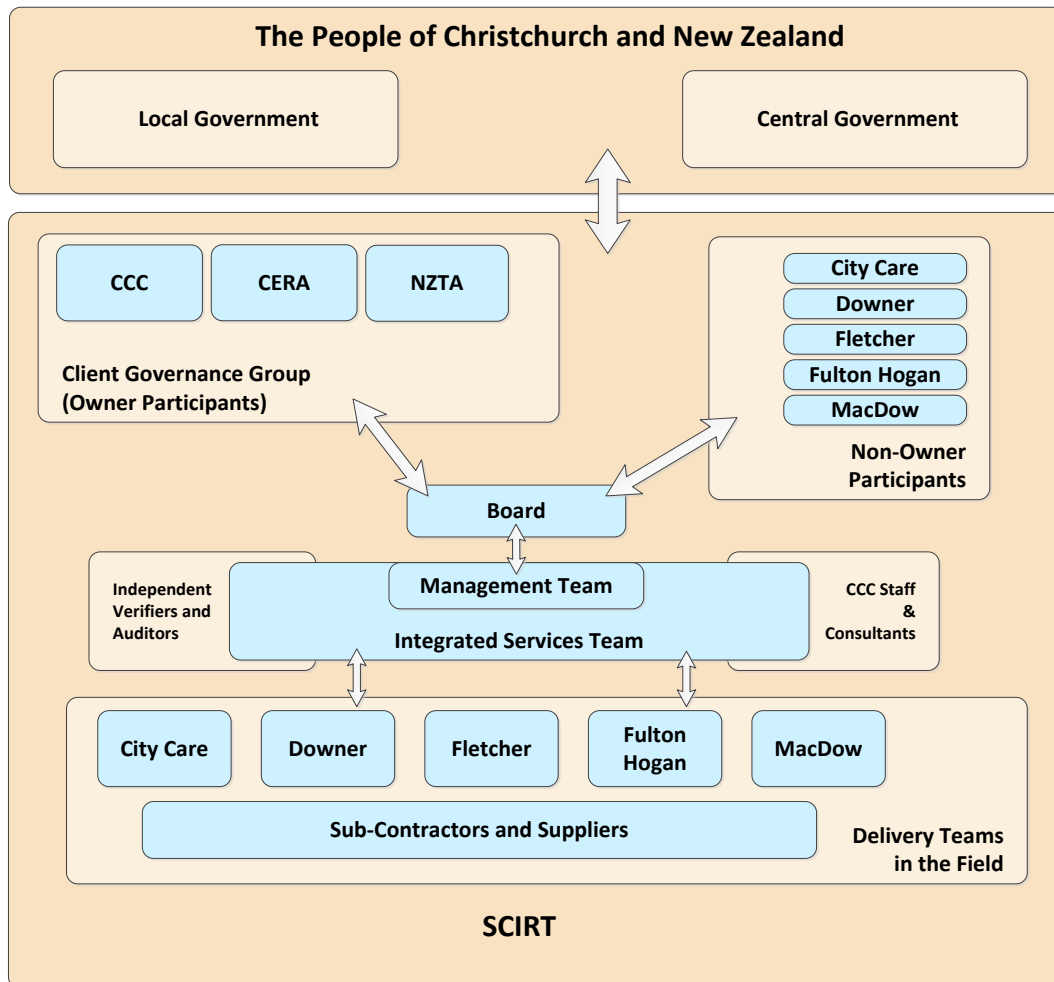 The People of Christchurch and New Zealand
Local Government
Central Government
CCC
CERA
NZTA
Client Governance Group
(Owner Participants)
City Care
Downer
Fletcher
Fulton Hogan
MacDow
Non-Owner
Participants
Board
Independent
Verifiers and
Auditors
Management Team
Integrated Services Team
CCC Staff
&
Consultants
City Care
Downer
Fletcher
Fulton
Hogan
MacDow
Sub-Contractors and Suppliers
Delivery Teams
in the Field
SCIRT